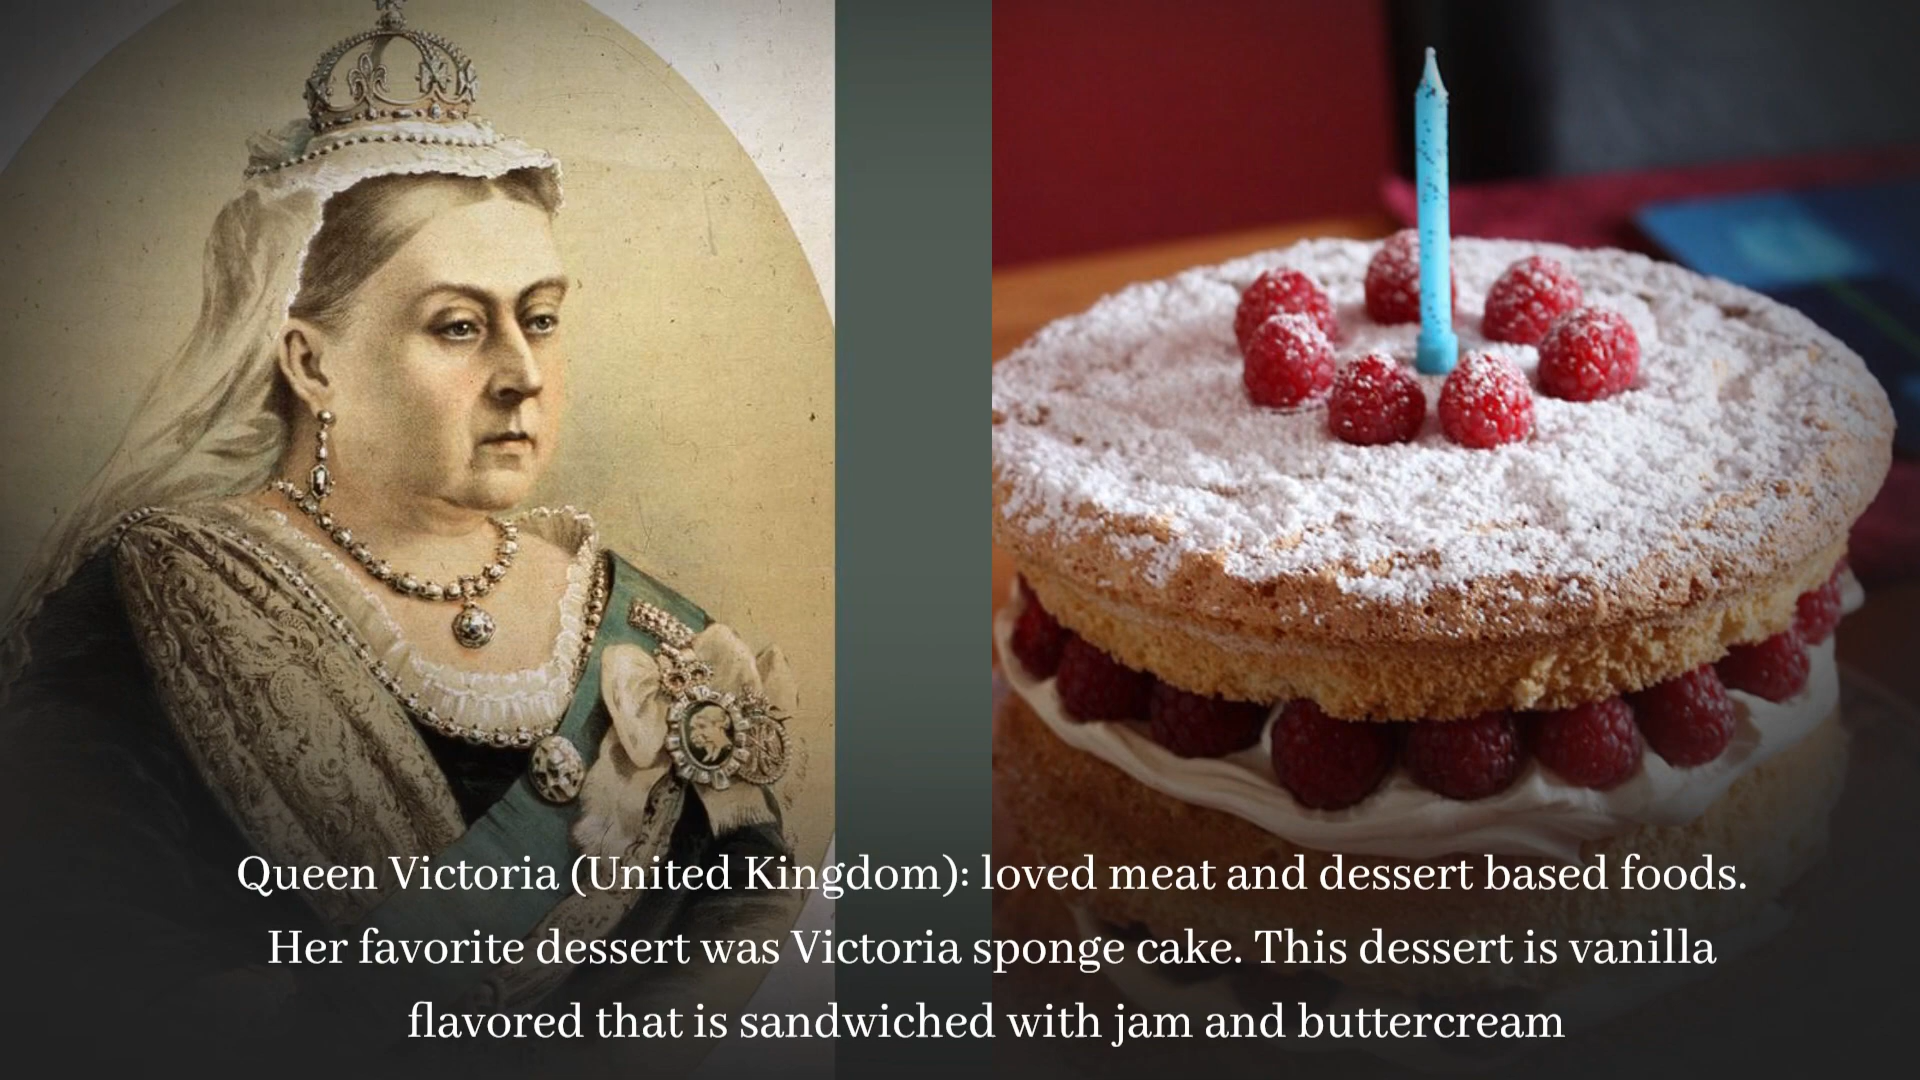 Queen Victoria (United Kingdom): loved meat and dessert based foods.
Her favorite dessert was Victoria sponge cake. This dessert is vanilla
flavored that is sandwiched with jam and buttercream